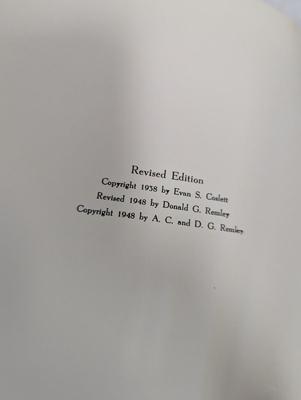 Revised Edition
Copyright 1938 by Evan S. Coslett
Revised 1948 by Donald G. Remley
Copyright 1948 by A. C. and D. G. Remley